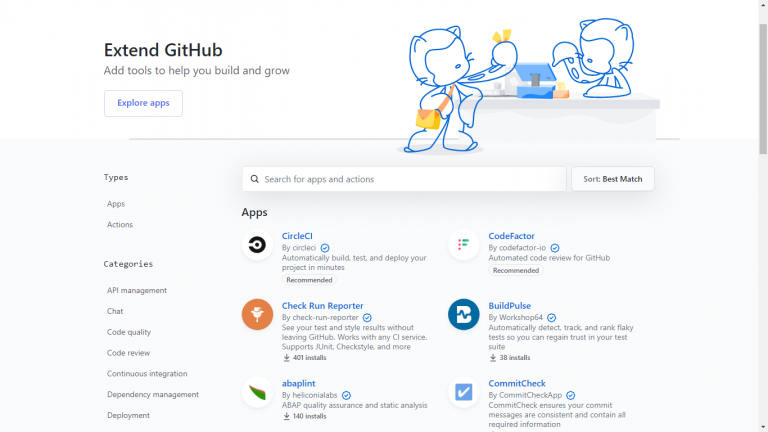 Extend GitHub
Add tools to help you build and grow
Explore apps
Types
Apps
Actions
Categories
API management
Chat
Code quality
Code review
Continuous integration
Dependency management
Deployment
Search for apps and actions
Sort: Best Match
Apps
CircleCI
By circleci
Automatically build, test, and deploy your
project in minutes
Recommended
CodeFactor
By codefactor-io
Automated code review for GitHub
Recommended
Check Run Reporter
By check-run-reporter
See your test and style results without
leaving GitHub. Works with any CI service.
Supports JUnit, Checkstyle, and more
401 installs
BuildPulse
By Workshop64
Automatically detect, track, and rank flaky
tests so you can regain trust in your test
suite
38 installs
abaplint
By heliconialabs
ABAP quality assurance and static analysis
140 installs
CommitCheck
By CommitCheckApp
CommitCheck ensures your commit
messages are consistent and contain all
required information